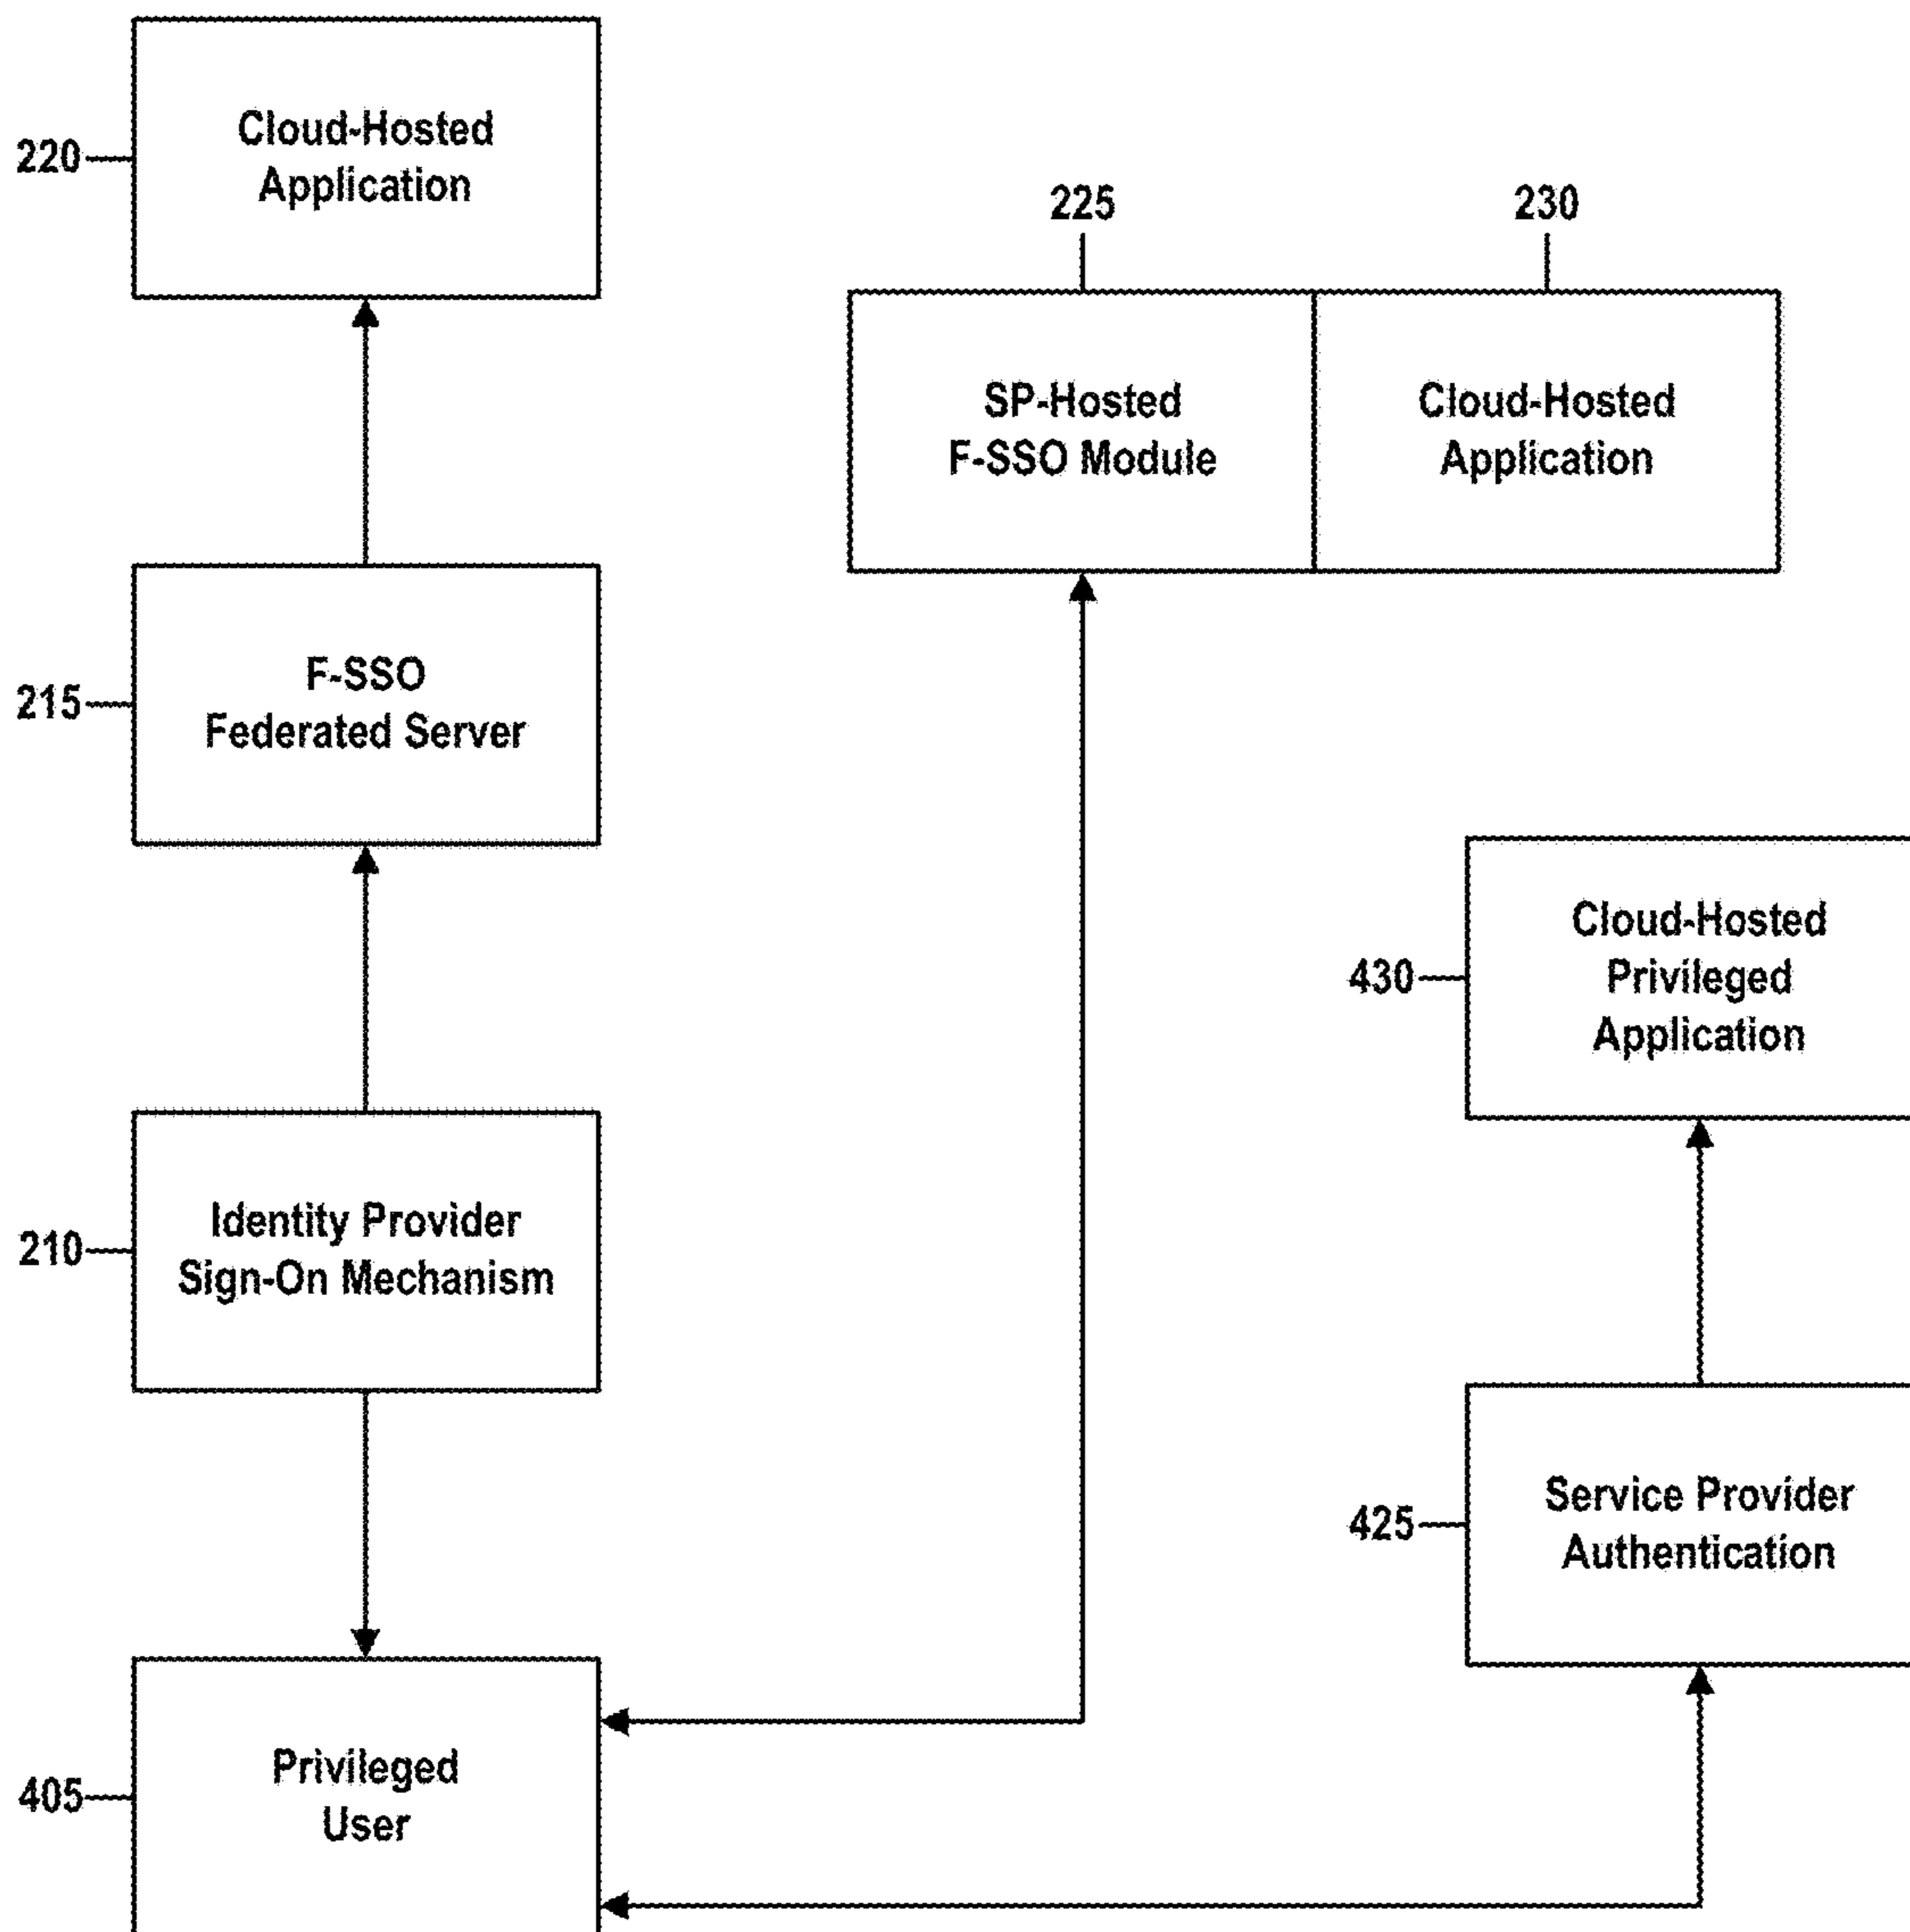 220
Cloud-Hosted
Application
225
230
SP-Hosted
F-SSO Module
Cloud-Hosted
Application
215
F-SSO
Federated Server
430
Cloud-Hosted
Privileged
Application
210
Identity Provider
Sign-On Mechanism
425
Service Provider
Authentication
405
Privileged
User